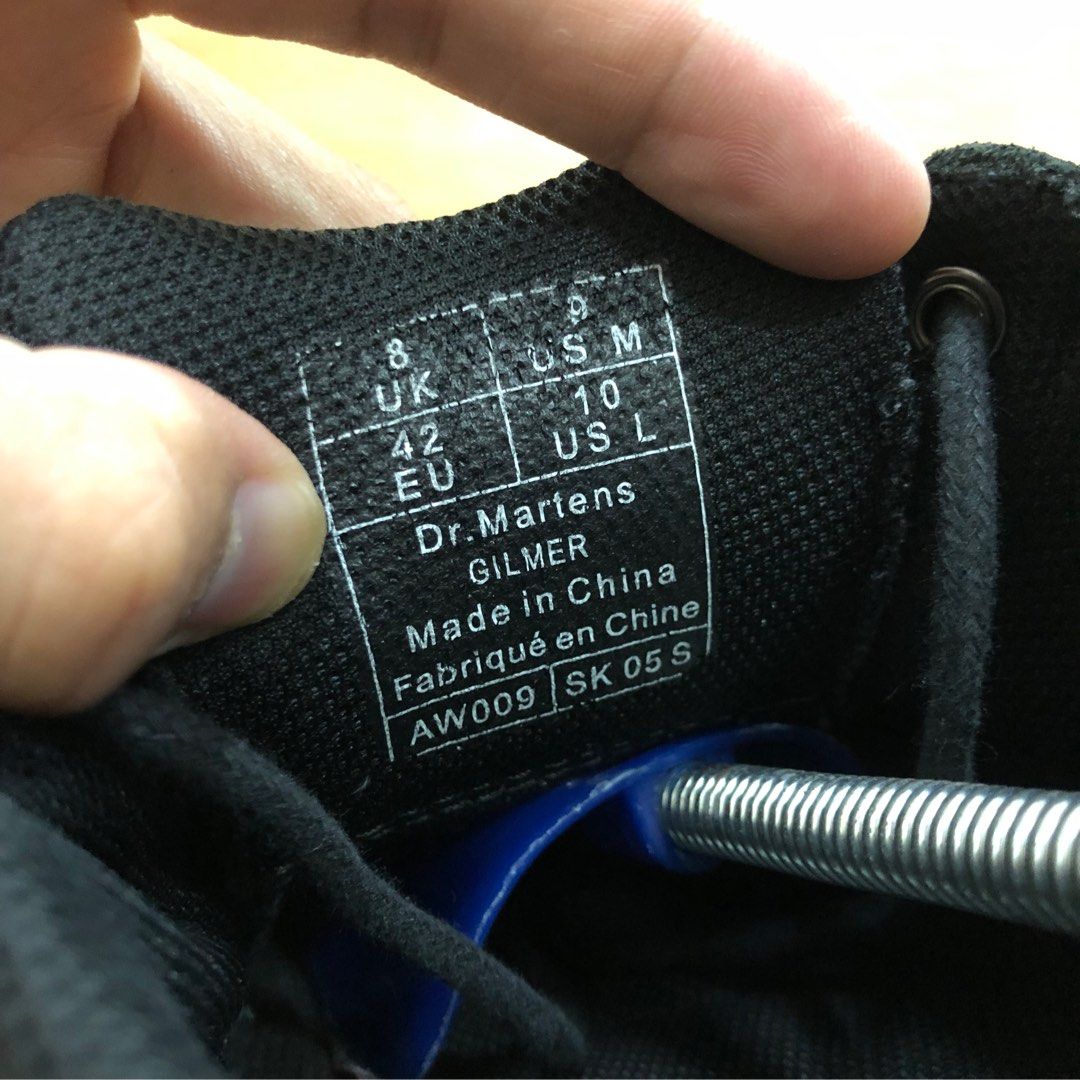 8
UK
9
US M
42
EU
10
US L
Dr.Martens
GILMER
Made in China
Fabriqué en Chine
AW009
SK 05 S